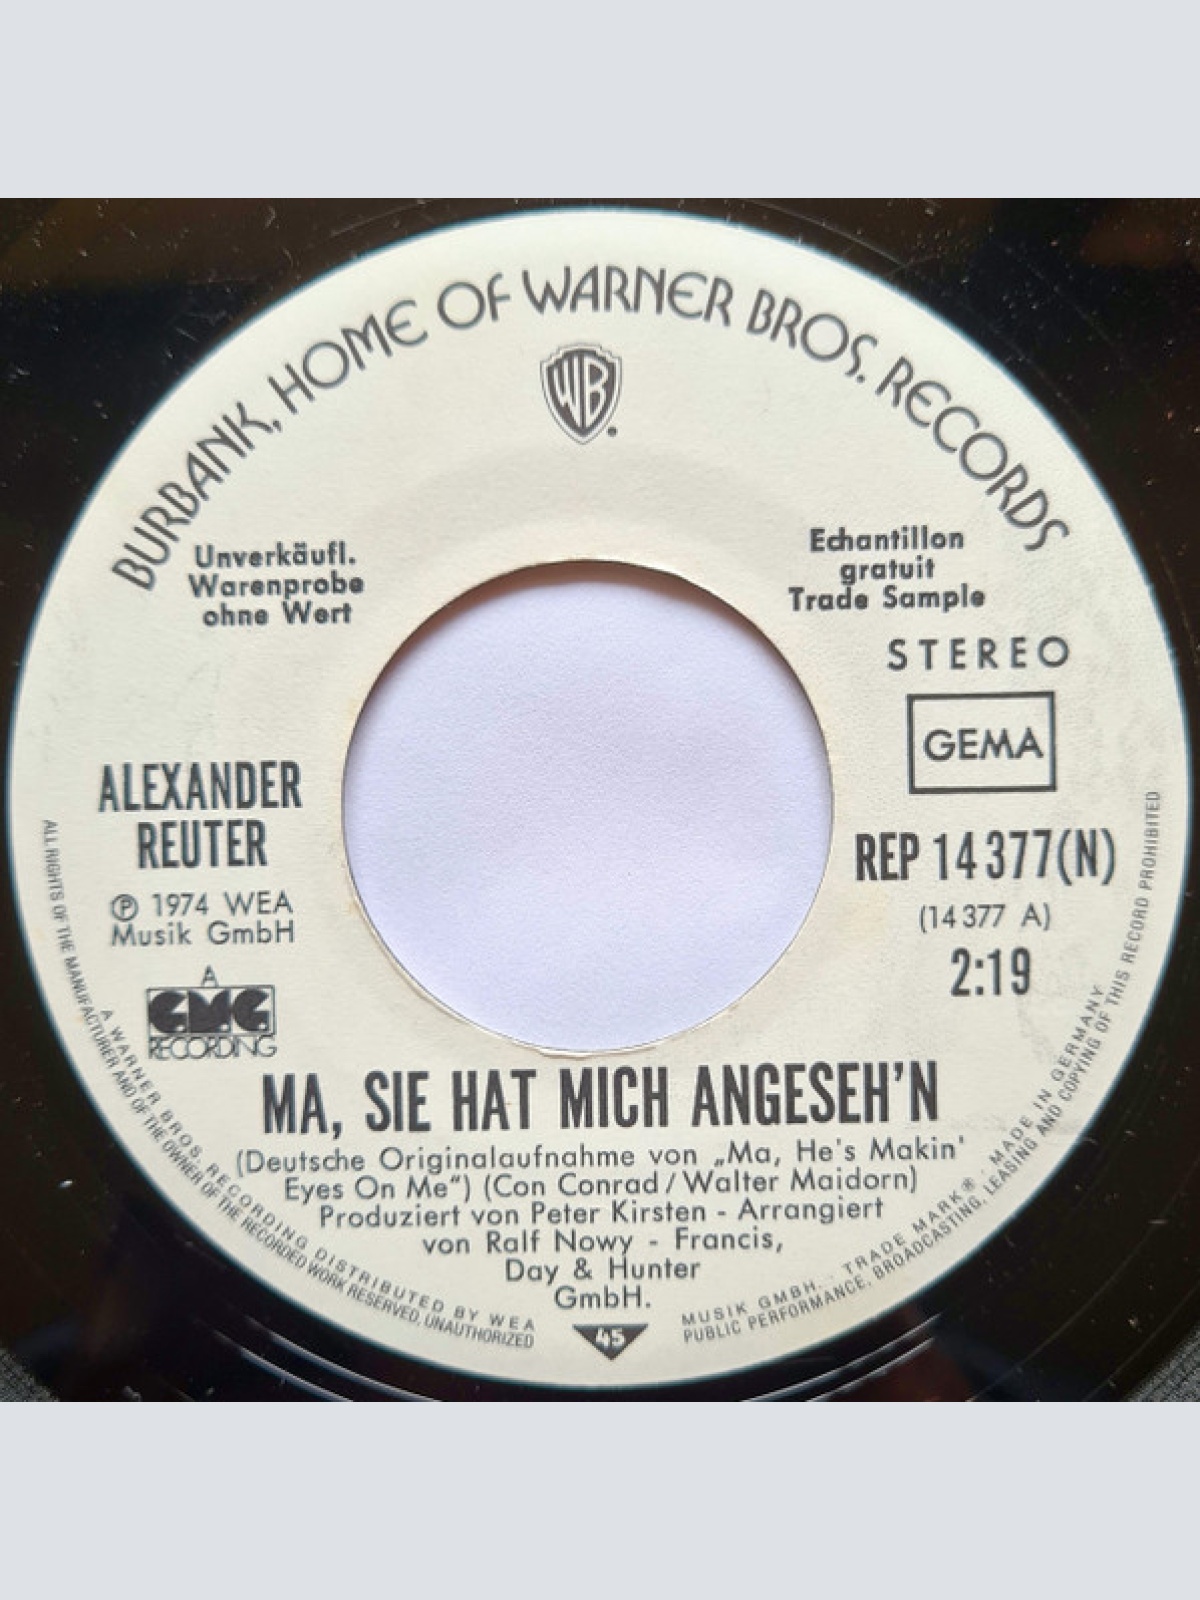 BURBANK, HOME OF WARNER BROS. RECORDS
WB
Unverkäufl.
Warenprobe
ohne Wert
Echantillon
gratuit
Trade Sample
STEREO
GEMA
ALEXANDER
REUTER
℗ 1974 WEA
Musik GmbH
A
CMG
RECORDING
REP 14 377(N)
(14 377 A)
2:19
MA, SIE HAT MICH ANGESEH'N
(Deutsche Originalaufnahme von „Ma, He's Makin'
Eyes On Me“) (Con Conrad / Walter Maidorn)
Produziert von Peter Kirsten - Arrangiert
von Ralf Nowy - Francis,
Day & Hunter
GmbH.
45
A WARNER BROS. RECORDING DISTRIBUTED BY WEA MUSIK GMBH. . TRADE MARK® . MADE IN GERMANY
ALL RIGHTS OF THE MANUFACTURER AND OF THE OWNER OF THE RECORDED WORK RESERVED, UNAUTHORIZED PUBLIC PERFORMANCE, BROADCASTING, LEASING AND COPYING OF THIS RECORD PROHIBITED